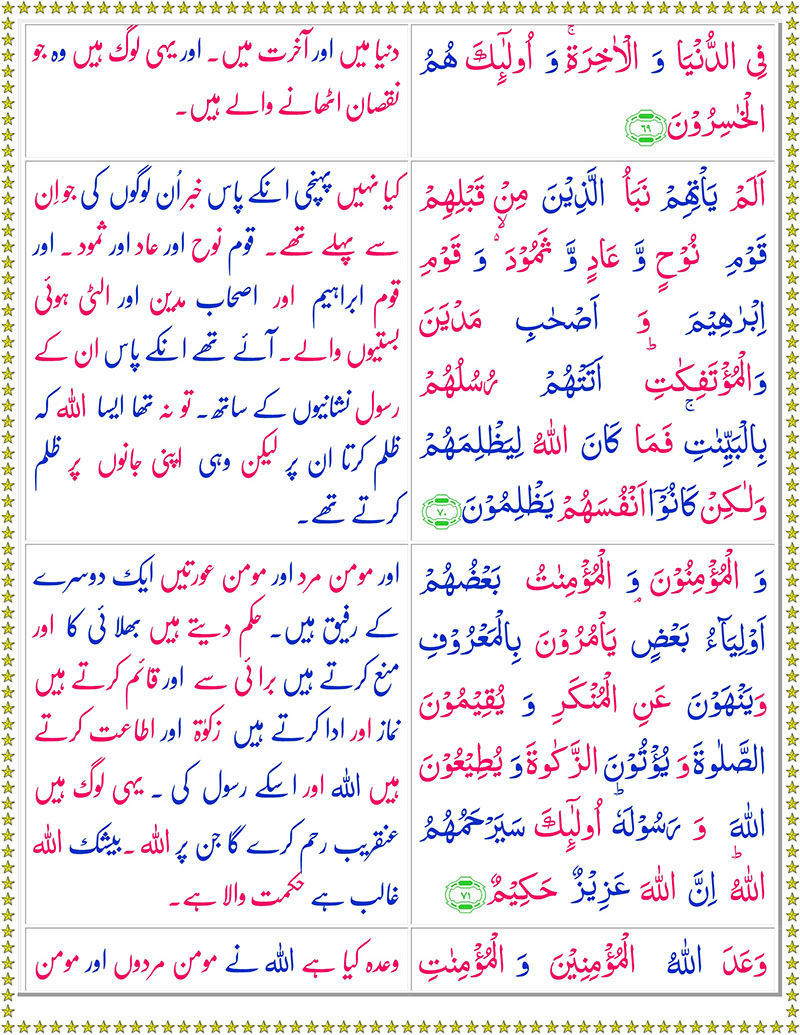 فِی الدُّنْیَا وَ الْاٰخِرَةِ ۚ وَ اُولٰٓئِكَ هُمُ
الْخٰسِرُوْنَ ﴿۶۹﴾
دنیا میں اور آخرت میں۔ اور یہی لوگ ہیں وہ جو
نقصان اٹھانے والے ہیں۔
اَلَمْ یَاْتِهِمْ نَبَاُ الَّذِیْنَ مِنْ قَبْلِهِمْ
قَوْمِ نُوْحٍ وَّ عَادٍ وَّ ثَمُوْدَ ۙ۬ وَ قَوْمِ
اِبْرٰهِیْمَ وَ اَصْحٰبِ مَدْیَنَ
وَالْمُؤْتَفِكٰتِ ؕ اَتَتْهُمْ رُسُلُهُمْ
بِالْبَیِّنٰتِ ۚ فَمَا كَانَ اللّٰهُ لِیَظْلِمَهُمْ
وَلٰكِنْ كَانُوْۤا اَنْفُسَهُمْ یَظْلِمُوْنَ ﴿۷۰﴾
کیا نہیں پہنچی انکے پاس خبر اُن لوگوں کی جو اِن
سے پہلے تھے۔ قوم نوح اور عاد اور ثمود ۔ اور
قوم ابراہیم اور اصحاب مدین اور الٹی ہوئی
بستیوں والے۔ آئے تھے انکے پاس ان کے
رسول نشانیوں کے ساتھ۔ تو نہ تھا ایسا اللہ کہ
ظلم کرتا ان پر لیکن وہی اپنی جانوں پر ظلم
کرتے تھے۔
وَ الْمُؤْمِنُوْنَ وَ الْمُؤْمِنٰتُ بَعْضُهُمْ
اَوْلِیَآءُ بَعْضٍ ۘ یَاْمُرُوْنَ بِالْمَعْرُوْفِ
وَیَنْهَوْنَ عَنِ الْمُنْكَرِ وَ یُقِیْمُوْنَ
الصَّلٰوةَ وَ یُؤْتُوْنَ الزَّكٰوةَ وَ یُطِیْعُوْنَ
اللّٰهَ وَ رَسُوْلَهٗ ؕ اُولٰٓئِكَ سَیَرْحَمُهُمُ
اللّٰهُ ؕ اِنَّ اللّٰهَ عَزِیْزٌ حَكِیْمٌ ﴿۷۱﴾
اور مومن مرد اور مومن عورتیں ایک دوسرے
کے رفیق ہیں۔ حکم دیتے ہیں بھلائی کا اور
منع کرتے ہیں برائی سے اور قائم کرتے ہیں
نماز اور ادا کرتے ہیں زکوٰۃ اور اطاعت کرتے
ہیں اللہ اور اسکے رسول کی ۔ یہی لوگ ہیں
عنقریب رحم کرے گا جن پر اللہ ۔ بیشک اللہ
غالب ہے حکمت والا ہے۔
وَعَدَ اللّٰهُ الْمُؤْمِنِیْنَ وَ الْمُؤْمِنٰتِ
وعدہ کیا ہے اللہ نے مومن مردوں اور مومن